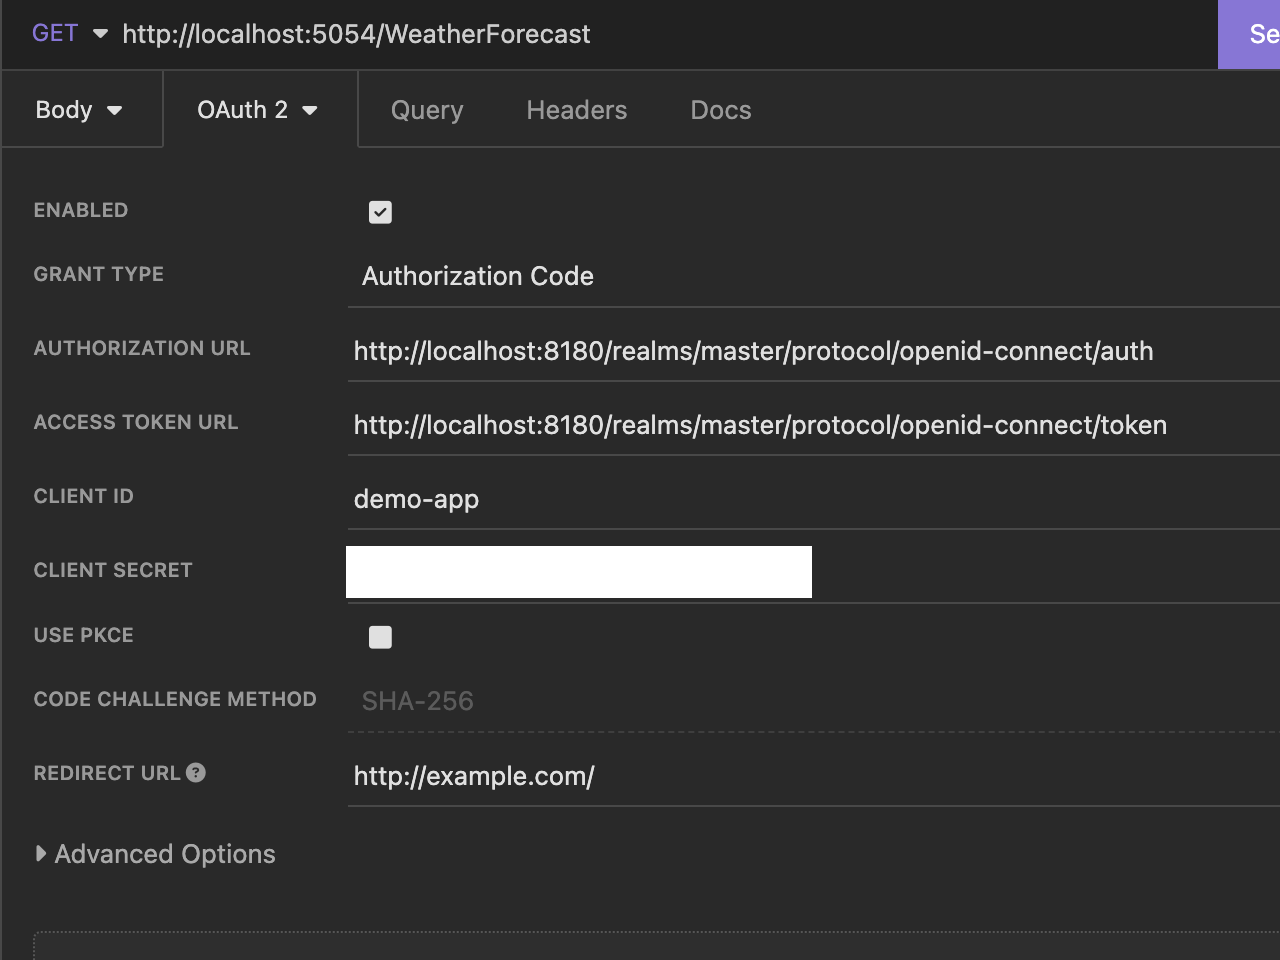 GET http://localhost:5054/WeatherForecast Se
Body OAuth 2 Query Headers Docs
ENABLED
GRANT TYPE Authorization Code
AUTHORIZATION URL http://localhost:8180/realms/master/protocol/openid-connect/auth
ACCESS TOKEN URL http://localhost:8180/realms/master/protocol/openid-connect/token
CLIENT ID demo-app
CLIENT SECRET
USE PKCE
CODE CHALLENGE METHOD SHA-256
REDIRECT URL ? http://example.com/
Advanced Options